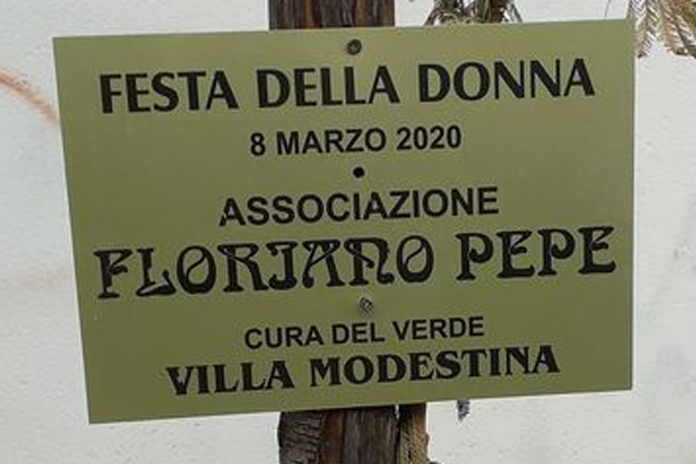 FESTA DELLA DONNA
8 MARZO 2020
ASSOCIAZIONE
FLORIANO PEPE
CURA DEL VERDE
VILLA MODESTINA